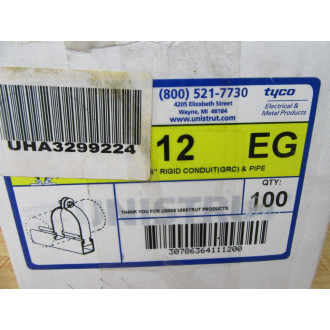 (800) 521-7730
4205 Elizabeth Street
Wayne, MI 48184
www.unistrut.com
tyco
Electrical &
Metal Products
UHA3299224
12 EG
" RIGID CONDUIT(GRC) & PIPE
QTY:
100
THANK YOU FOR USING UNISTRUT PRODUCTS
30786364111200